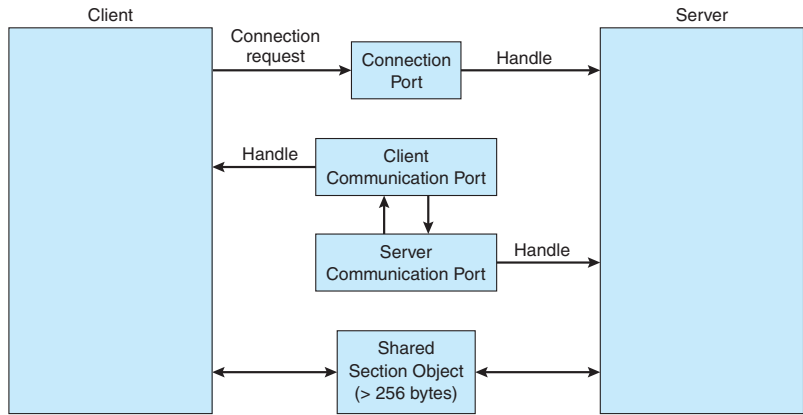 Client
Server
Connection
request
Connection
Port
Handle
Handle
Client
Communication Port
Server
Communication Port
Handle
Shared
Section Object
(> 256 bytes)